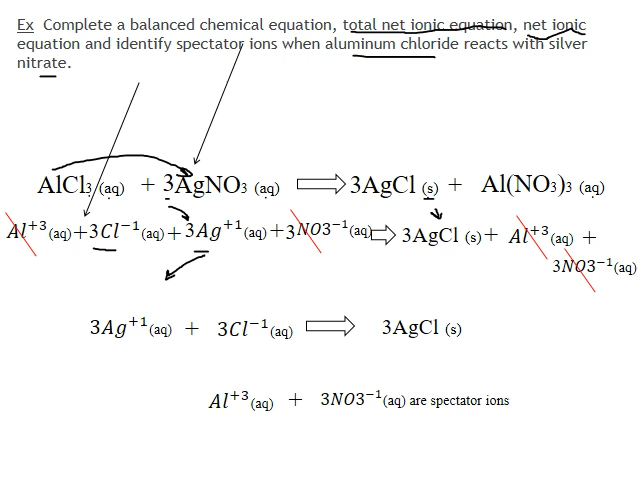 Ex Complete a balanced chemical equation, total net ionic equation, net ionic
equation and identify spectator ions when aluminum chloride reacts with silver
nitrate.
AlCl₃ (aq) + 3AgNO₃ (aq) ⇨ 3AgCl (s) + Al(NO₃)₃ (aq)
Al⁺³(aq)+3Cl⁻¹(aq)+3Ag⁺¹(aq)+3NO3⁻¹(aq)⇨ 3AgCl (s)+ Al⁺³(aq) +
3NO3⁻¹(aq)
3Ag⁺¹(aq) + 3Cl⁻¹(aq) ⇨ 3AgCl (s)
Al⁺³(aq) + 3NO3⁻¹(aq) are spectator ions